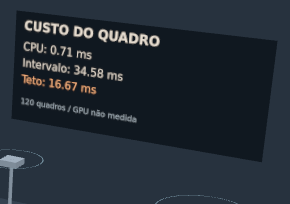 CUSTO DO QUADRO
CPU: 0.71 ms
Intervalo: 34.58 ms
Teto: 16.67 ms
120 quadros / GPU não medida